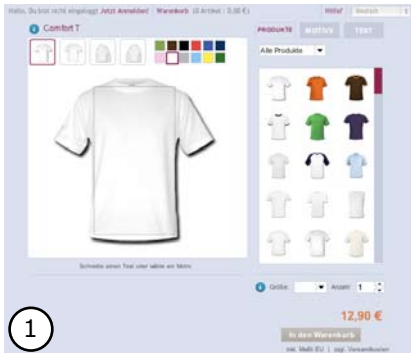 Hallo, Du bist nicht eingeloggt Jetzt Anmelden! Warenkorb (0 Artikel : 0,00 €) Hilfe! Deutsch
Comfort T
PRODUKTE MOTIVE TEXT
Alle Produkte
Schreibe einen Text oder wähle ein Motiv.
Größe: Anzahl: 1
12,90 €
In den Warenkorb
inkl. MwSt (EU) | zzgl. Versandkosten
1